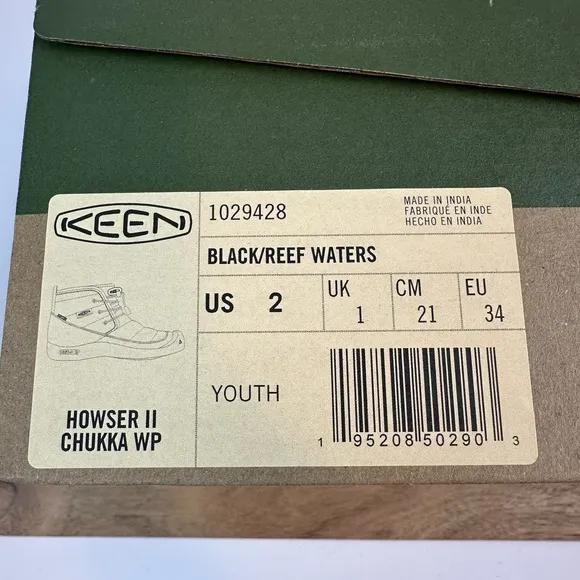 KEEN
1029428
MADE IN INDIA
FABRIQUÉ EN INDE
HECHO EN INDIA
BLACK/REEF WATERS
US 2
UK 1
CM 21
EU 34
YOUTH
HOWSER II
CHUKKA WP
1 95208 50290 3